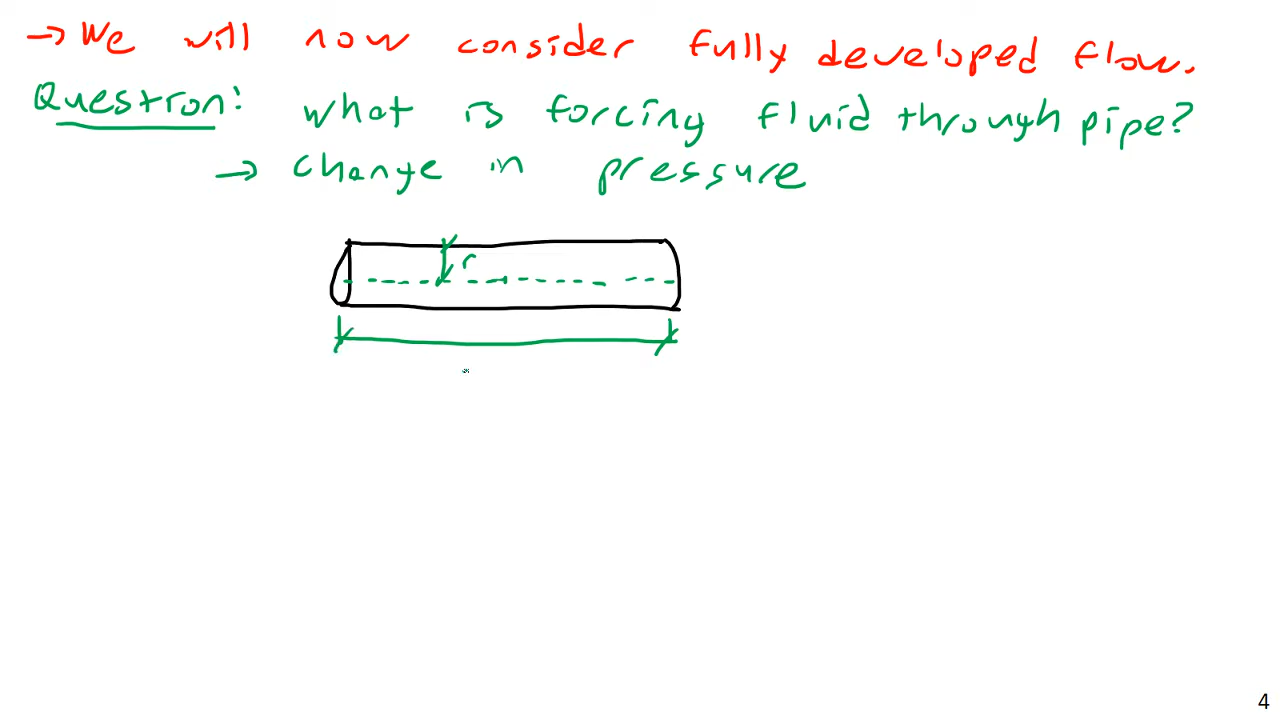 → We will now consider fully developed flow.
Question: what is forcing fluid through pipe?
→ change in pressure
r
4